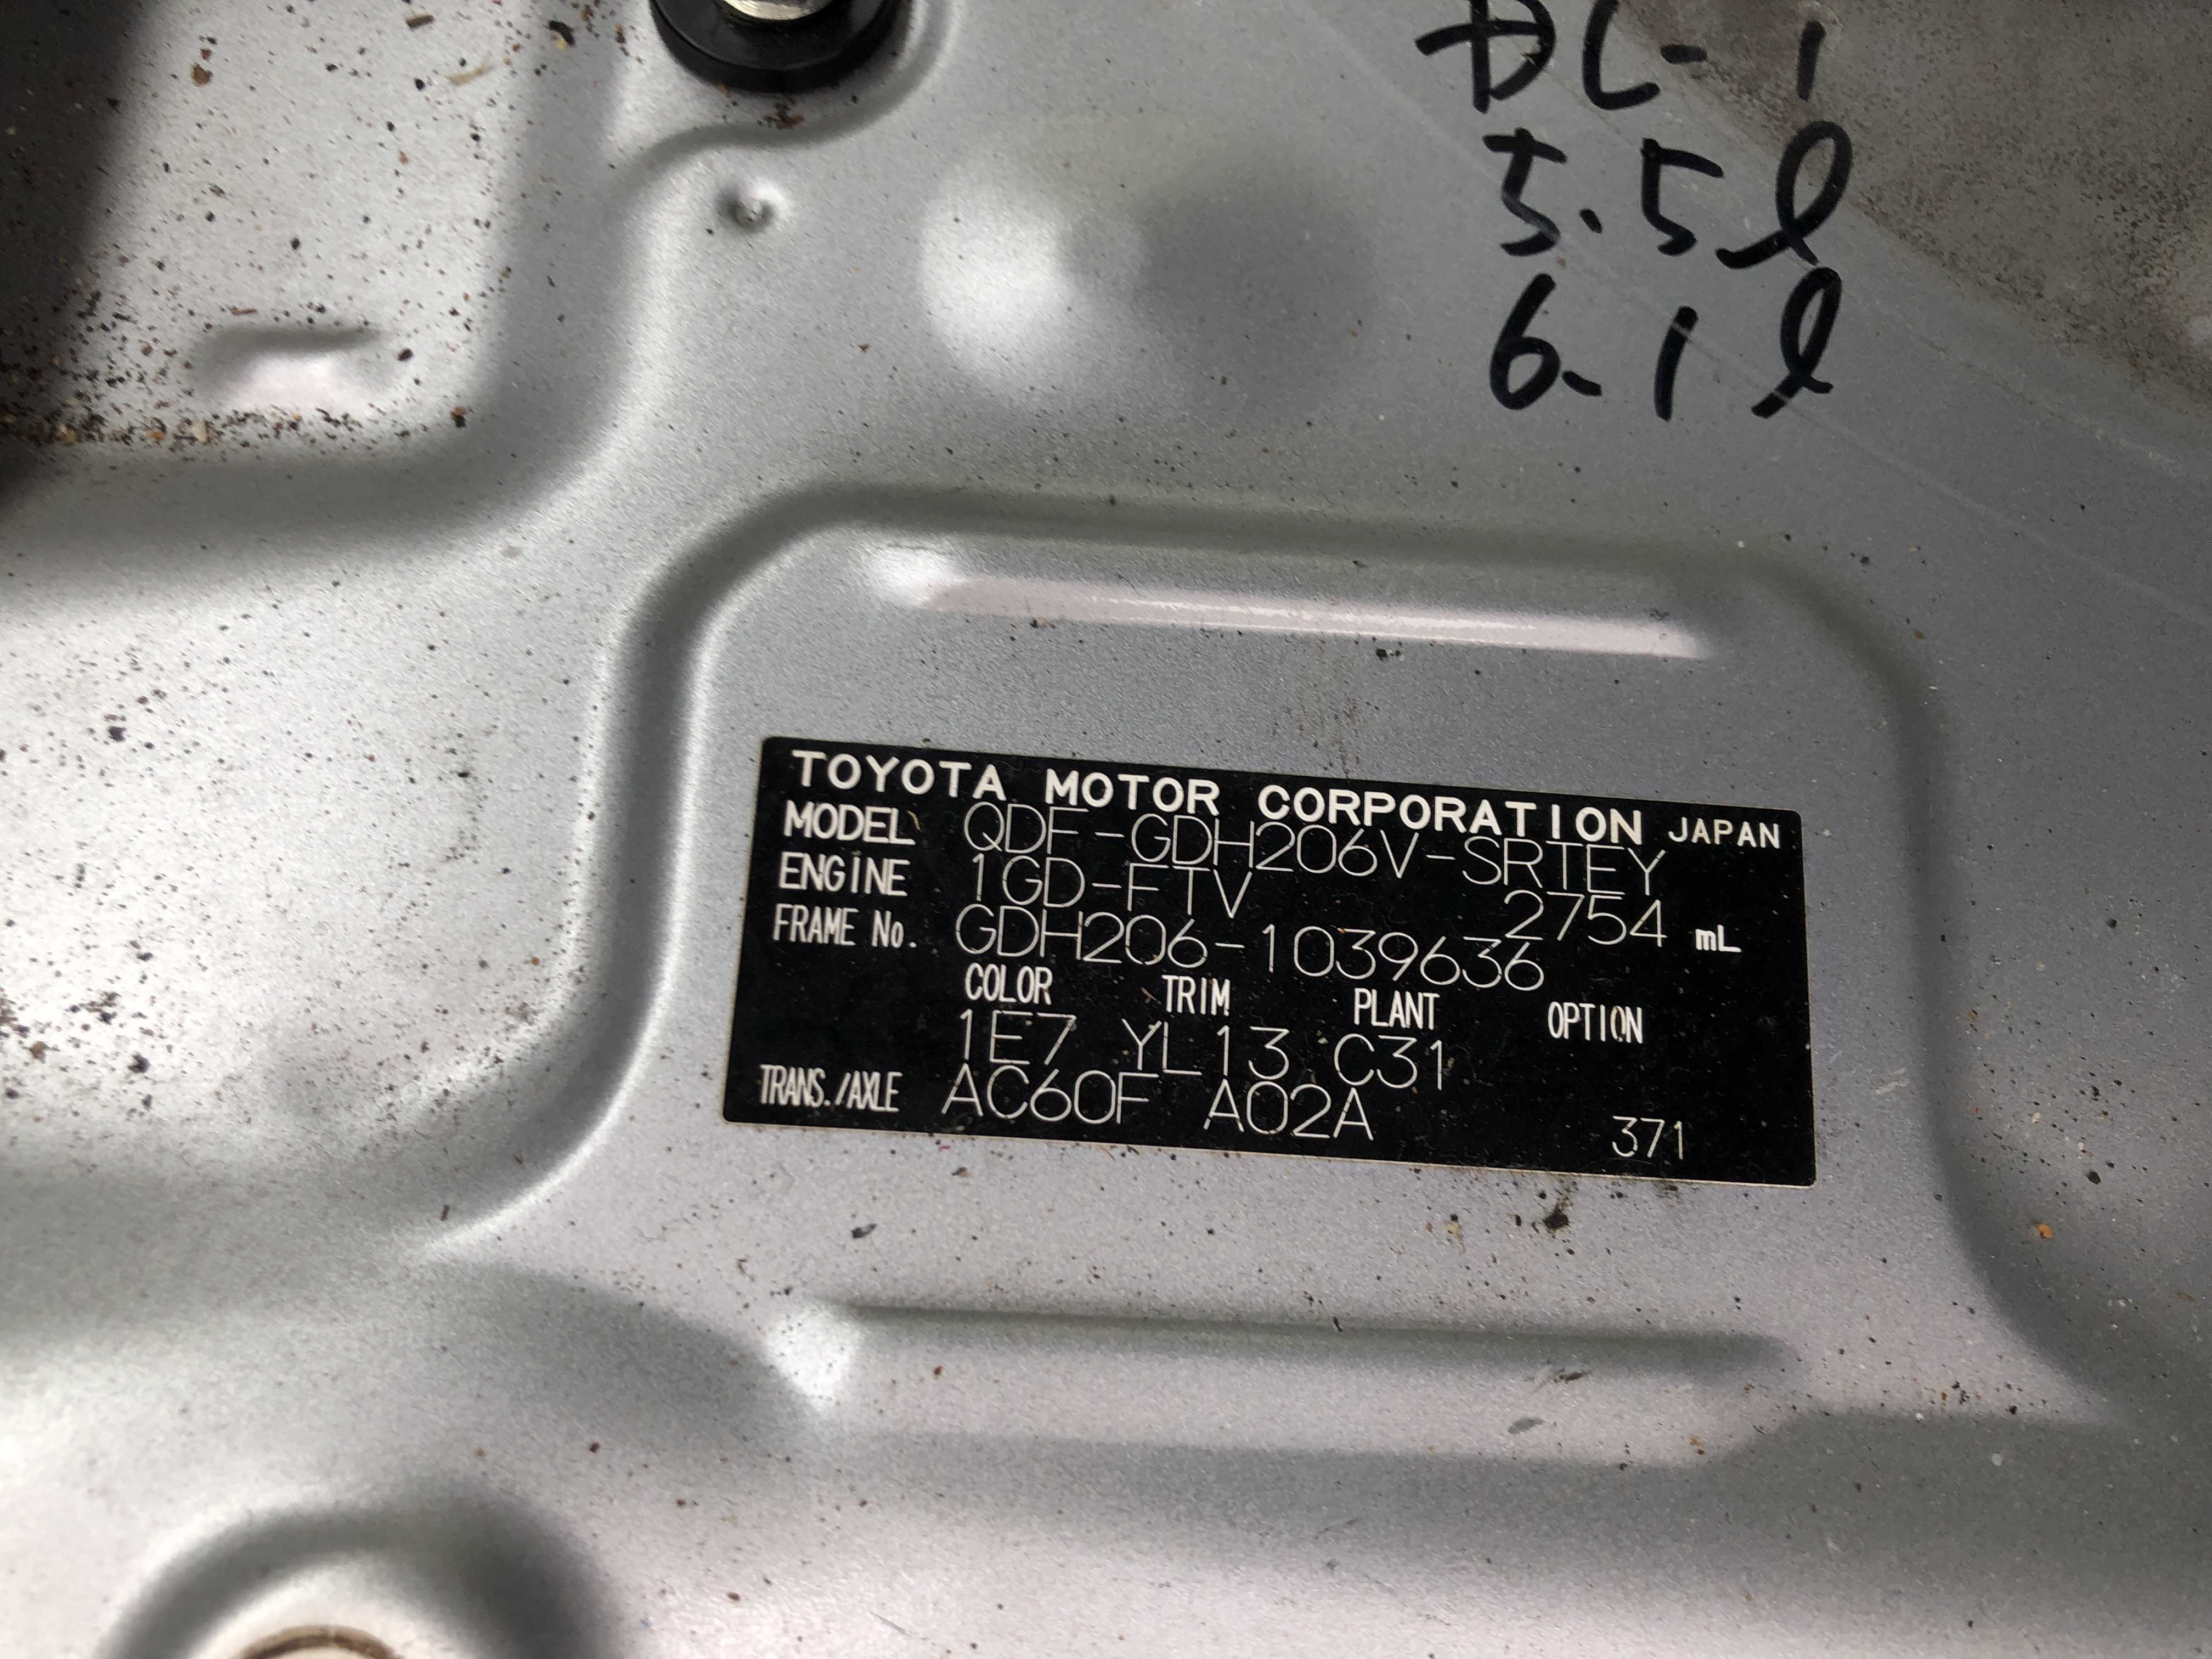 DL-1
5.5ℓ
6.1ℓ
TOYOTA MOTOR CORPORATION JAPAN
MODEL QDF-GDH206V-SRTEY
ENGINE 1GD-FTV 2754 mL
FRAME No. GDH206-1039636
COLOR TRIM PLANT OPTION
1E7 YL13 C31
TRANS./AXLE AC60F A02A
371